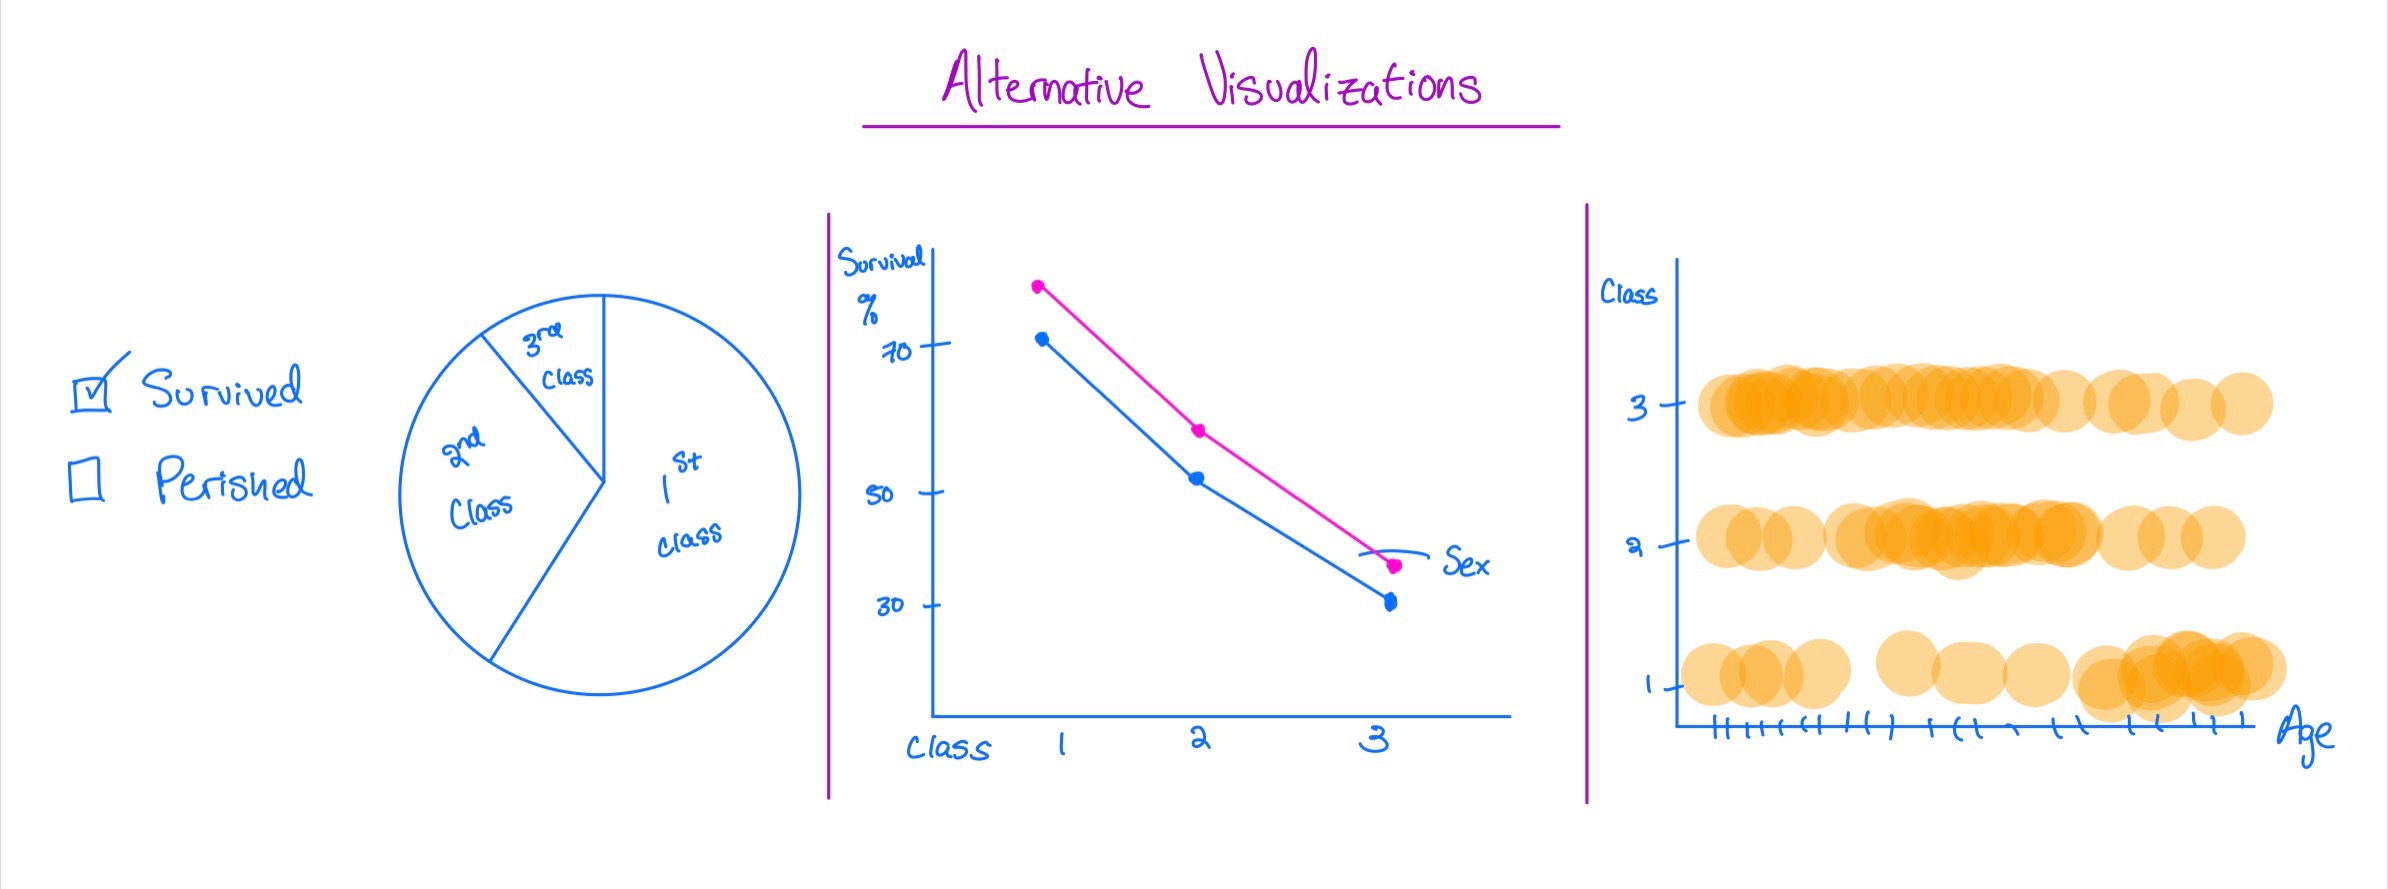 Alternative Visualizations
Survived
Perished
3rd
class
2nd
Class
1st
class
Survival
%
70
50
30
Sex
Class 1 2 3
Class
3
2
1
Age